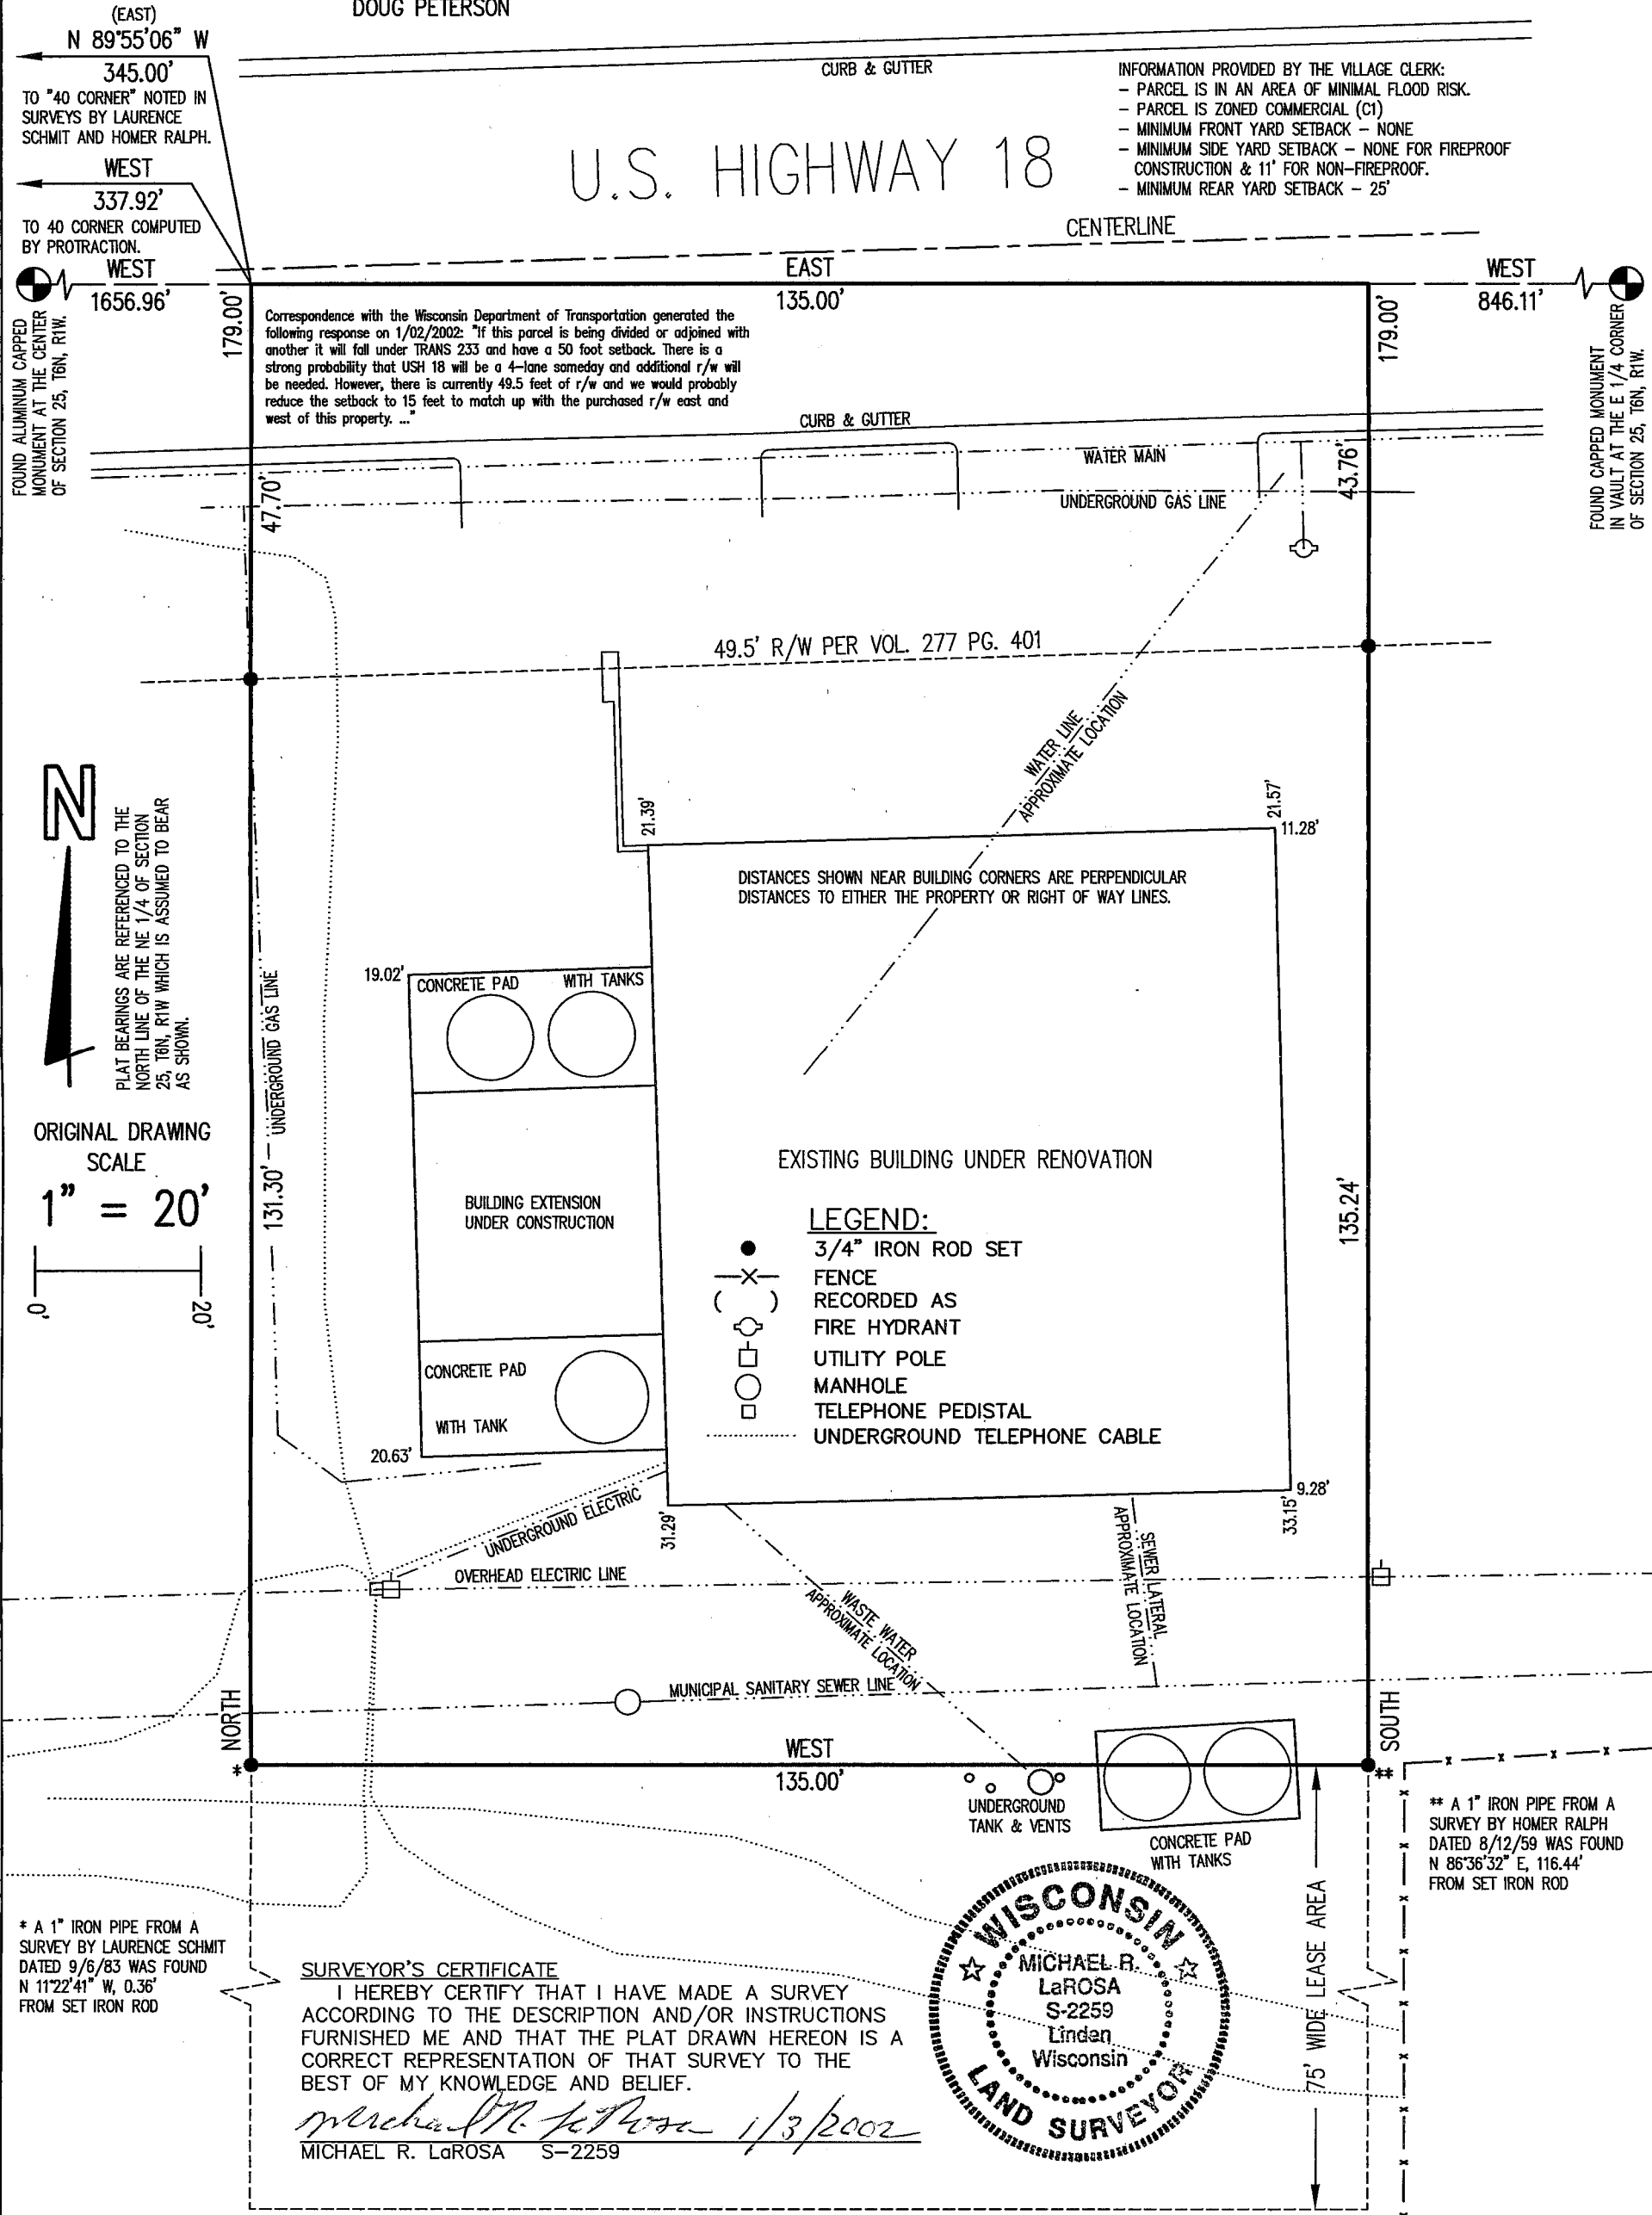 DOUG PETERSON
(EAST)
N 89°55'06" W
345.00'
TO "40 CORNER" NOTED IN
SURVEYS BY LAURENCE
SCHMIT AND HOMER RALPH.
WEST
337.92'
TO 40 CORNER COMPUTED
BY PROTRACTION.
WEST
1656.96'
FOUND ALUMINUM CAPPED
MONUMENT AT THE CENTER
OF SECTION 25, T6N, R1W.
CURB & GUTTER
U.S. HIGHWAY 18
INFORMATION PROVIDED BY THE VILLAGE CLERK:
- PARCEL IS IN AN AREA OF MINIMAL FLOOD RISK.
- PARCEL IS ZONED COMMERCIAL (C1)
- MINIMUM FRONT YARD SETBACK - NONE
- MINIMUM SIDE YARD SETBACK - NONE FOR FIREPROOF
CONSTRUCTION & 11' FOR NON-FIREPROOF.
- MINIMUM REAR YARD SETBACK - 25'
CENTERLINE
EAST
135.00'
WEST
846.11'
FOUND CAPPED MONUMENT
IN VAULT AT THE E 1/4 CORNER
OF SECTION 25, T6N, R1W.
179.00'
179.00'
Correspondence with the Wisconsin Department of Transportation generated the
following response on 1/02/2002: "If this parcel is being divided or adjoined with
another it will fall under TRANS 233 and have a 50 foot setback. There is a
strong probability that USH 18 will be a 4-lane someday and additional r/w will
be needed. However, there is currently 49.5 feet of r/w and we would probably
reduce the setback to 15 feet to match up with the purchased r/w east and
west of this property. ..."
CURB & GUTTER
WATER MAIN
UNDERGROUND GAS LINE
47.70'
43.76'
49.5' R/W PER VOL. 277 PG. 401
WATER LINE
APPROXIMATE LOCATION
N
PLAT BEARINGS ARE REFERENCED TO THE
NORTH LINE OF THE NE 1/4 OF SECTION
25, T6N, R1W WHICH IS ASSUMED TO BEAR
AS SHOWN.
21.39'
21.57'
11.28'
DISTANCES SHOWN NEAR BUILDING CORNERS ARE PERPENDICULAR
DISTANCES TO EITHER THE PROPERTY OR RIGHT OF WAY LINES.
19.02'
CONCRETE PAD WITH TANKS
UNDERGROUND GAS LINE
131.30'
ORIGINAL DRAWING
SCALE
1" = 20'
0'
20'
BUILDING EXTENSION
UNDER CONSTRUCTION
EXISTING BUILDING UNDER RENOVATION
135.24'
LEGEND:
3/4" IRON ROD SET
FENCE
( ) RECORDED AS
FIRE HYDRANT
UTILITY POLE
MANHOLE
TELEPHONE PEDISTAL
UNDERGROUND TELEPHONE CABLE
CONCRETE PAD
WITH TANK
20.63'
UNDERGROUND ELECTRIC
31.29'
33.15'
9.28'
OVERHEAD ELECTRIC LINE
WASTE WATER
APPROXIMATE LOCATION
SEWER LATERAL
APPROXIMATE LOCATION
MUNICIPAL SANITARY SEWER LINE
NORTH
SOUTH
WEST
135.00'
*
**
UNDERGROUND
TANK & VENTS
CONCRETE PAD
WITH TANKS
** A 1" IRON PIPE FROM A
SURVEY BY HOMER RALPH
DATED 8/12/59 WAS FOUND
N 86°36'32" E, 116.44'
FROM SET IRON ROD
* A 1" IRON PIPE FROM A
SURVEY BY LAURENCE SCHMIT
DATED 9/6/83 WAS FOUND
N 11°22'41" W, 0.36'
FROM SET IRON ROD
75' WIDE LEASE AREA
SURVEYOR'S CERTIFICATE
I HEREBY CERTIFY THAT I HAVE MADE A SURVEY
ACCORDING TO THE DESCRIPTION AND/OR INSTRUCTIONS
FURNISHED ME AND THAT THE PLAT DRAWN HEREON IS A
CORRECT REPRESENTATION OF THAT SURVEY TO THE
BEST OF MY KNOWLEDGE AND BELIEF.
Michael R. LaRosa 1/3/2002
MICHAEL R. LaROSA S-2259
WISCONSIN
MICHAEL R.
LaROSA
S-2259
Linden
Wisconsin
LAND SURVEYOR